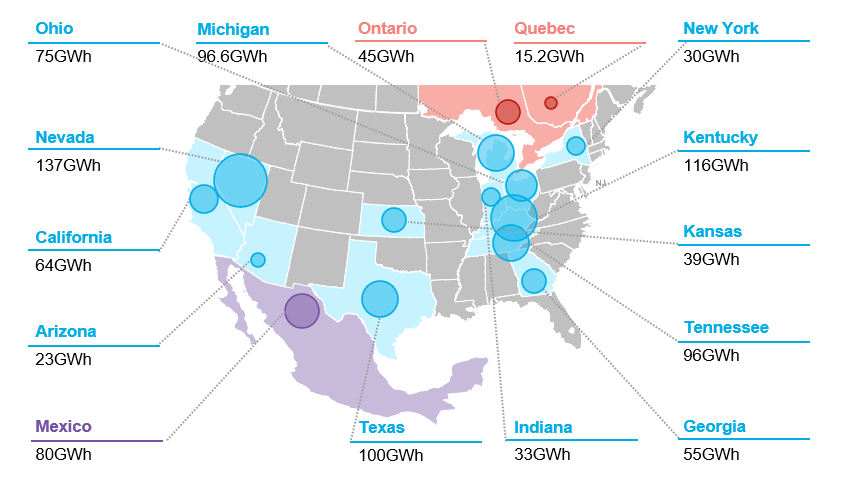 Ohio
75GWh
Michigan
96.6GWh
Ontario
45GWh
Quebec
15.2GWh
New York
30GWh
Nevada
137GWh
Kentucky
116GWh
NJ
California
64GWh
Kansas
39GWh
Arizona
23GWh
Tennessee
96GWh
Mexico
80GWh
Texas
100GWh
Indiana
33GWh
Georgia
55GWh